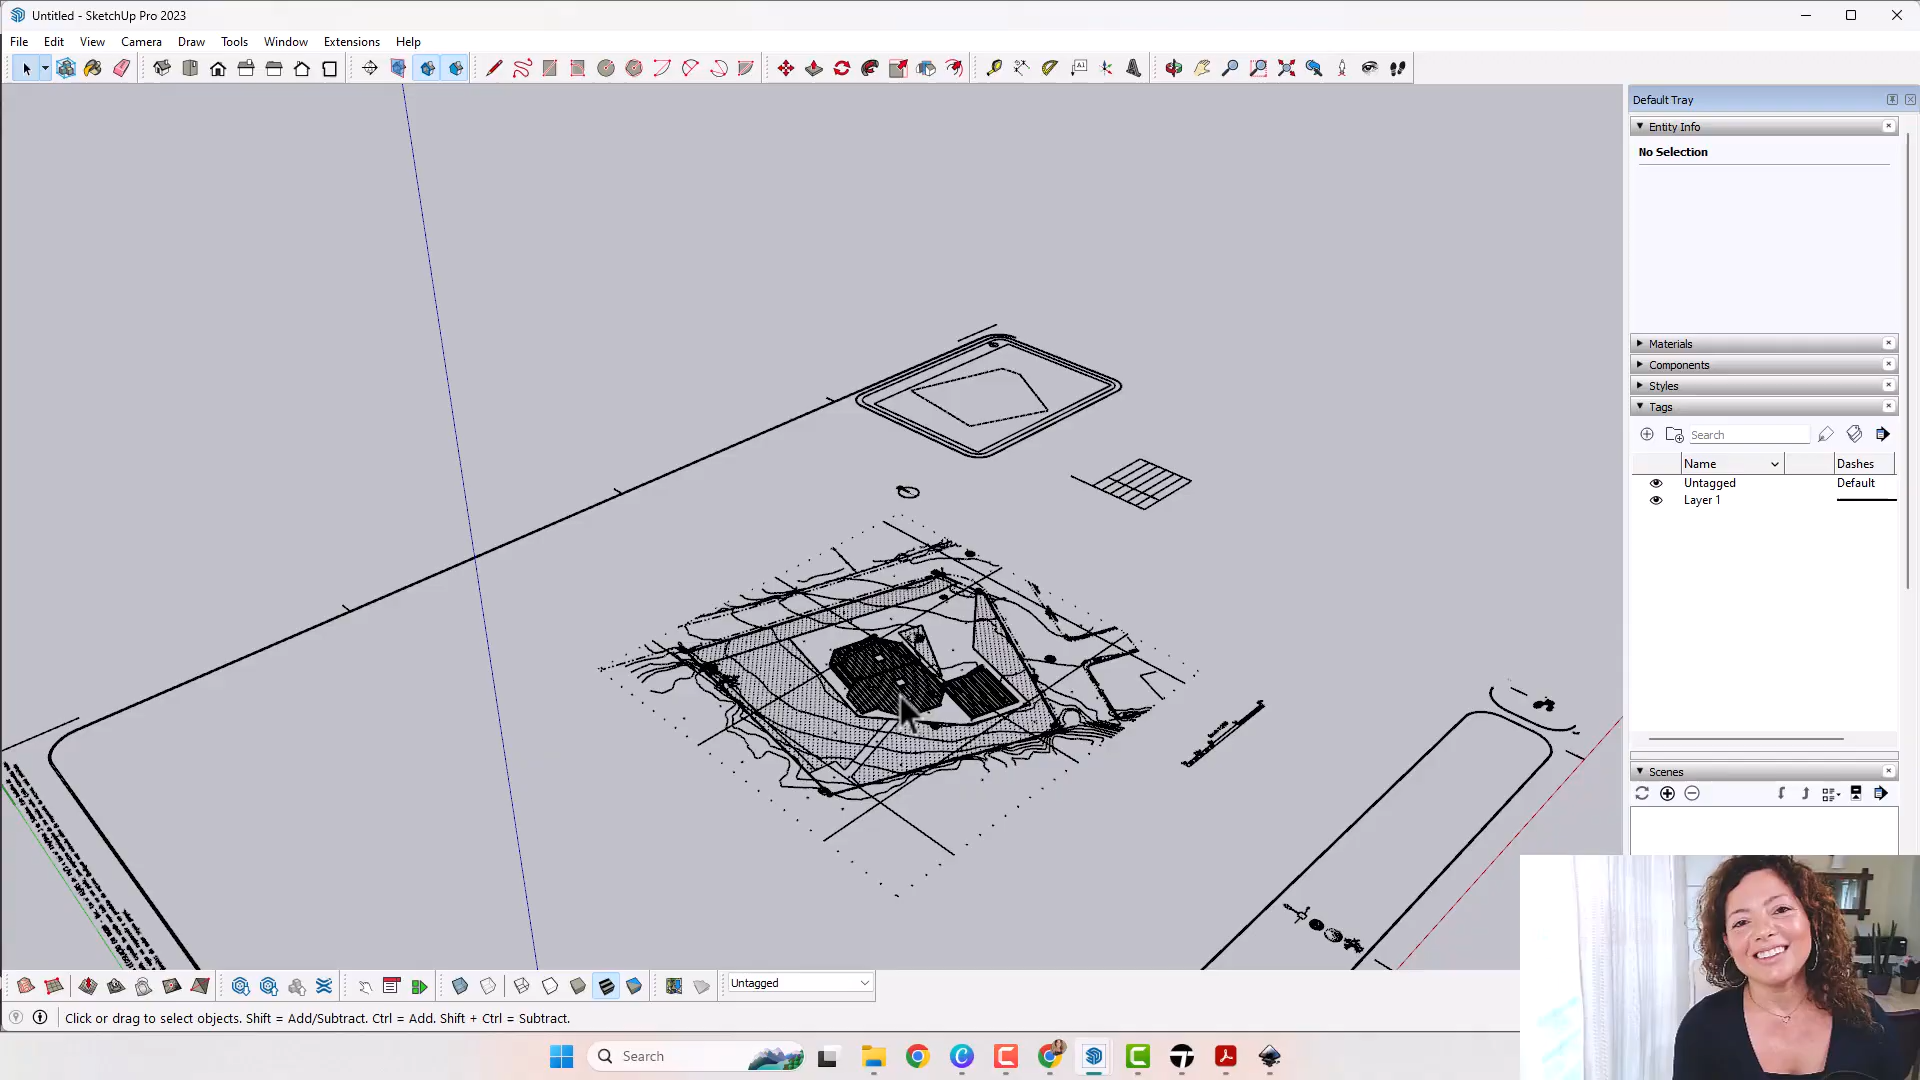 Untitled - SketchUp Pro 2023
File Edit View Camera Draw Tools Window Extensions Help
Default Tray
Entity Info
No Selection
Materials
Components
Styles
Tags
Search
Name Dashes
Untagged Default
Layer 1
Scenes
Untagged
Click or drag to select objects. Shift = Add/Subtract. Ctrl = Add. Shift + Ctrl = Subtract.
Search